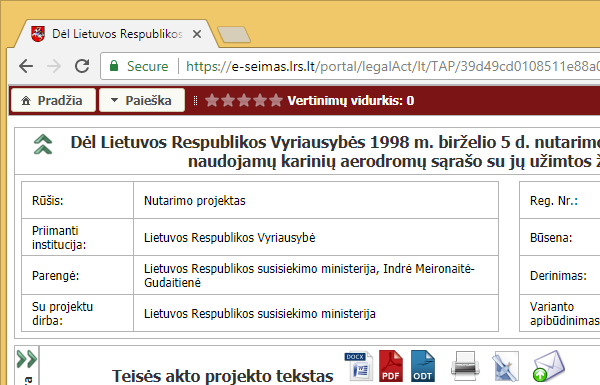 Dėl Lietuvos Respublikos
Secure https://e-seimas.lrs.lt/portal/legalAct/lt/TAP/39d49cd0108511e88a0
Pradžia Paieška Vertinimų vidurkis: 0
Dėl Lietuvos Respublikos Vyriausybės 1998 m. birželio 5 d. nutarimo
naudojamų karinių aerodromų sąrašo su jų užimtos ž
Rūšis: Nutarimo projektas Reg. Nr.:
Priimanti
institucija: Lietuvos Respublikos Vyriausybė Būsena:
Parengė: Lietuvos Respublikos susisiekimo ministerija, Indrė Meironaitė-
Gudaitienė Derinimas:
Su projektu
dirba: Lietuvos Respublikos susisiekimo ministerija Varianto
apibūdinimas
Teisės akto projekto tekstas DOCX PDF ODT